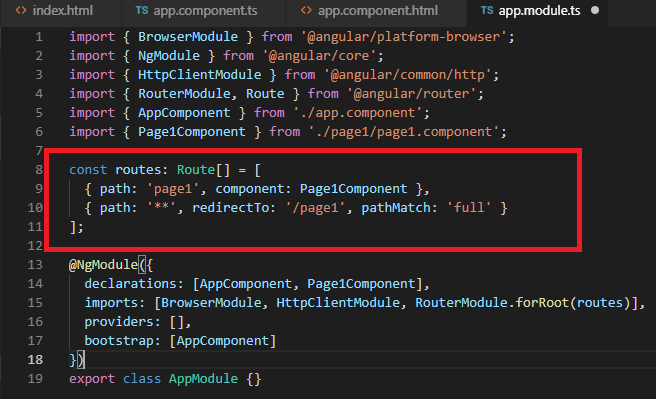 index.html TS app.component.ts app.component.html TS app.module.ts
1 import { BrowserModule } from '@angular/platform-browser';
2 import { NgModule } from '@angular/core';
3 import { HttpClientModule } from '@angular/common/http';
4 import { RouterModule, Route } from '@angular/router';
5 import { AppComponent } from './app.component';
6 import { Page1Component } from './page1/page1.component';
7
8 const routes: Route[] = [
9 { path: 'page1', component: Page1Component },
10 { path: '**', redirectTo: '/page1', pathMatch: 'full' }
11 ];
12
13 @NgModule({
14 declarations: [AppComponent, Page1Component],
15 imports: [BrowserModule, HttpClientModule, RouterModule.forRoot(routes)],
16 providers: [],
17 bootstrap: [AppComponent]
18 })
19 export class AppModule {}